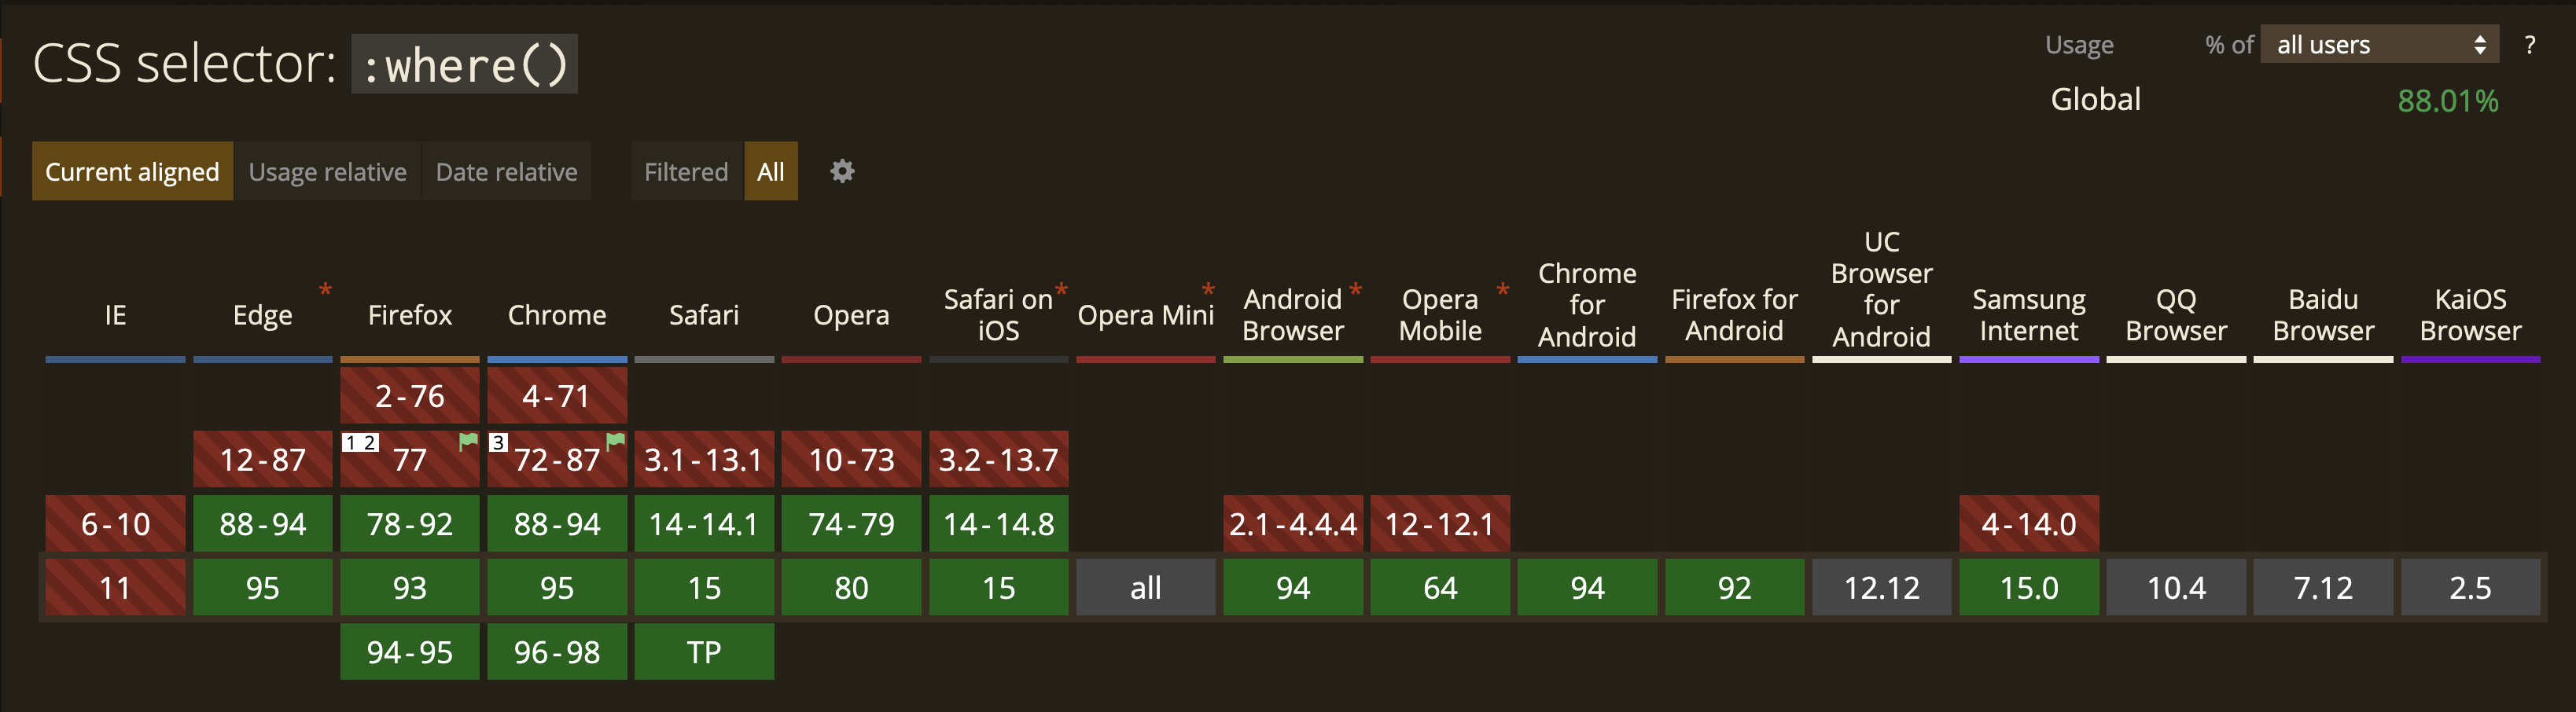 CSS selector: :where()
Usage % of all users ?
Global 88.01%
Current aligned Usage relative Date relative Filtered All
IE
Edge *
Firefox
Chrome
Safari
Opera
Safari on *
iOS
Opera Mini *
Android *
Browser
Opera *
Mobile
Chrome
for
Android
Firefox for
Android
UC
Browser
for
Android
Samsung
Internet
QQ
Browser
Baidu
Browser
KaiOS
Browser
2-76 4-71
12-87 1 2 77 3 72-87 3.1-13.1 10-73 3.2-13.7
6-10 88-94 78-92 88-94 14-14.1 74-79 14-14.8 2.1-4.4.4 12-12.1 4-14.0
11 95 93 95 15 80 15 all 94 64 94 92 12.12 15.0 10.4 7.12 2.5
94-95 96-98 TP